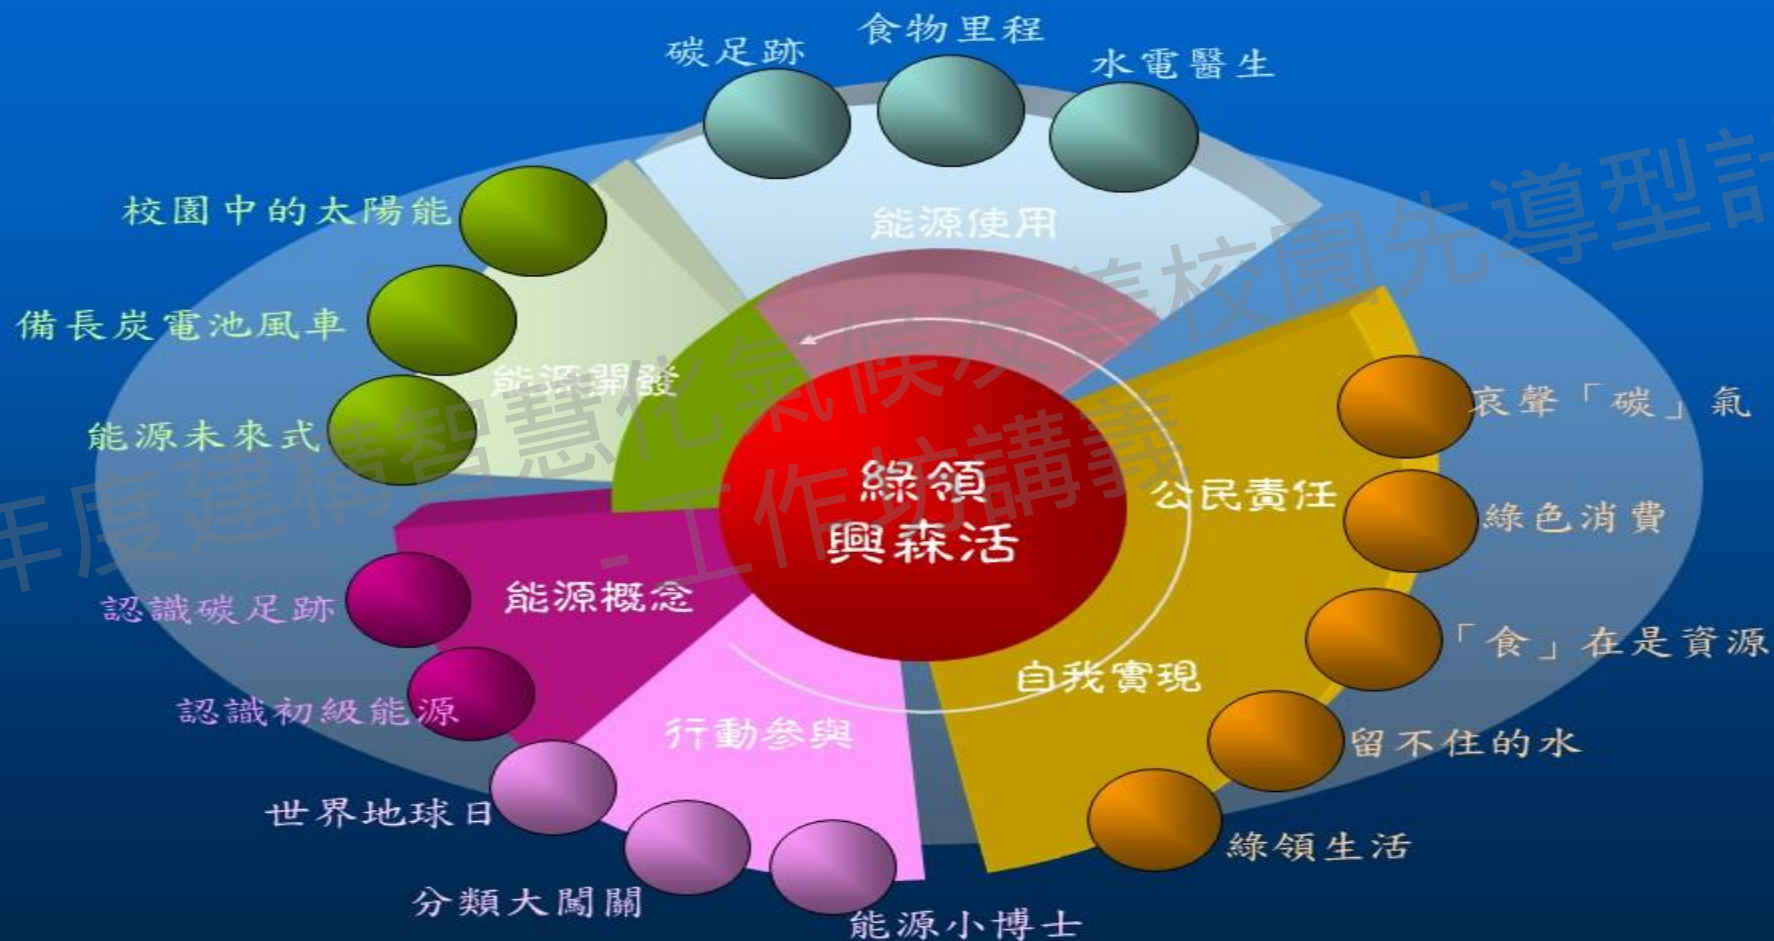 食物里程
碳足跡
水電醫生
校園中的太陽能
能源使用
備長炭電池風車
能源開發
哀聲「碳」氣
能源未來式
綠領
興森活
公民責任
綠色消費
能源概念
認識碳足跡
「食」在是資源
自我實現
認識初級能源
行動參與
留不住的水
世界地球日
綠領生活
分類大闖關
能源小博士
年度建構智慧化氣候友善校園先導型計
-工作坊講義